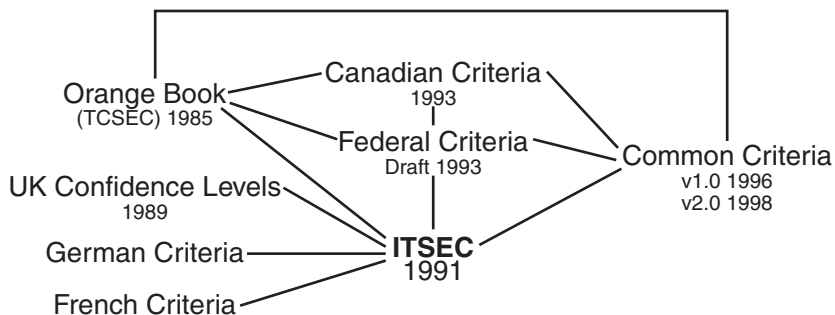 Orange Book
(TCSEC) 1985
Canadian Criteria
1993
Federal Criteria
Draft 1993
Common Criteria
v1.0 1996
v2.0 1998
UK Confidence Levels
1989
German Criteria
French Criteria
ITSEC
1991